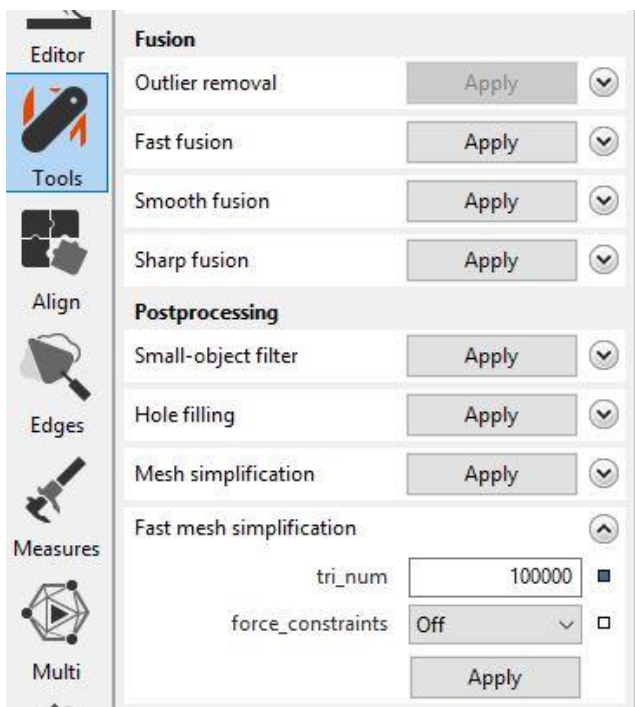 Editor
Tools
Align
Edges
Measures
Multi
Fusion
Outlier removal Apply
Fast fusion Apply
Smooth fusion Apply
Sharp fusion Apply
Postprocessing
Small-object filter Apply
Hole filling Apply
Mesh simplification Apply
Fast mesh simplification
tri_num 100000
force_constraints Off
Apply